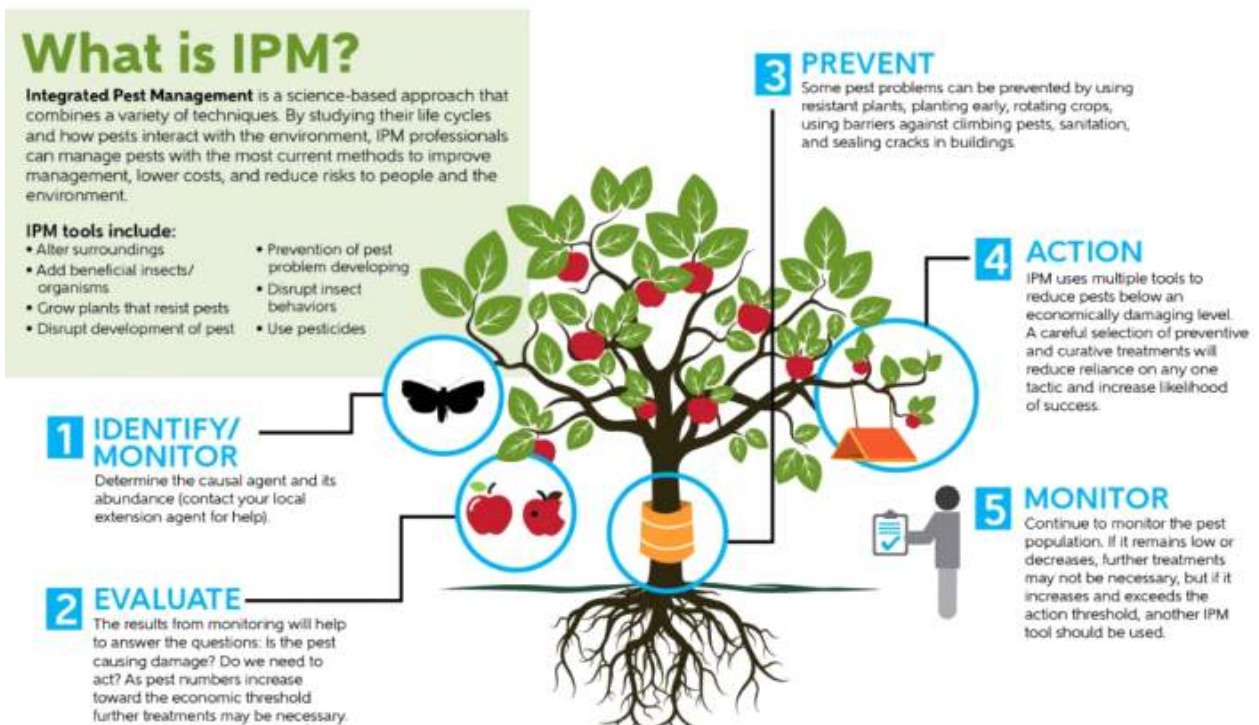 What is IPM?
Integrated Pest Management is a science-based approach that
combines a variety of techniques. By studying their life cycles
and how pests interact with the environment, IPM professionals
can manage pests with the most current methods to improve
management, lower costs, and reduce risks to people and the
environment.
IPM tools include:
• Alter surroundings
• Add beneficial insects/
organisms
• Grow plants that resist pests
• Disrupt development of pest
• Prevention of pest
problem developing
• Disrupt insect
behaviors
• Use pesticides
1 IDENTIFY/
MONITOR
Determine the causal agent and its
abundance (contact your local
extension agent for help).
2 EVALUATE
The results from monitoring will help
to answer the questions: Is the pest
causing damage? Do we need to
act? As pest numbers increase
toward the economic threshold
further treatments may be necessary.
3 PREVENT
Some pest problems can be prevented by using
resistant plants, planting early, rotating crops,
using barriers against climbing pests, sanitation,
and sealing cracks in buildings.
4 ACTION
IPM uses multiple tools to
reduce pests below an
economically damaging level.
A careful selection of preventive
and curative treatments will
reduce reliance on any one
tactic and increase likelihood
of success.
5 MONITOR
Continue to monitor the pest
population. If it remains low or
decreases, further treatments
may not be necessary, but if it
increases and exceeds the
action threshold, another IPM
tool should be used.